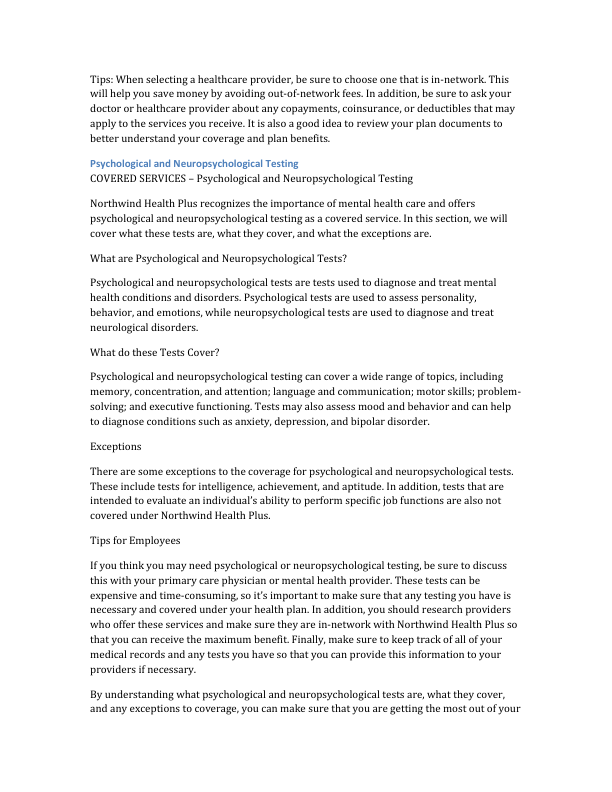 Tips: When selecting a healthcare provider, be sure to choose one that is in-network. This
will help you save money by avoiding out-of-network fees. In addition, be sure to ask your
doctor or healthcare provider about any copayments, coinsurance, or deductibles that may
apply to the services you receive. It is also a good idea to review your plan documents to
better understand your coverage and plan benefits.
Psychological and Neuropsychological Testing
COVERED SERVICES – Psychological and Neuropsychological Testing
Northwind Health Plus recognizes the importance of mental health care and offers
psychological and neuropsychological testing as a covered service. In this section, we will
cover what these tests are, what they cover, and what the exceptions are.
What are Psychological and Neuropsychological Tests?
Psychological and neuropsychological tests are tests used to diagnose and treat mental
health conditions and disorders. Psychological tests are used to assess personality,
behavior, and emotions, while neuropsychological tests are used to diagnose and treat
neurological disorders.
What do these Tests Cover?
Psychological and neuropsychological testing can cover a wide range of topics, including
memory, concentration, and attention; language and communication; motor skills; problem-
solving; and executive functioning. Tests may also assess mood and behavior and can help
to diagnose conditions such as anxiety, depression, and bipolar disorder.
Exceptions
There are some exceptions to the coverage for psychological and neuropsychological tests.
These include tests for intelligence, achievement, and aptitude. In addition, tests that are
intended to evaluate an individual's ability to perform specific job functions are also not
covered under Northwind Health Plus.
Tips for Employees
If you think you may need psychological or neuropsychological testing, be sure to discuss
this with your primary care physician or mental health provider. These tests can be
expensive and time-consuming, so it's important to make sure that any testing you have is
necessary and covered under your health plan. In addition, you should research providers
who offer these services and make sure they are in-network with Northwind Health Plus so
that you can receive the maximum benefit. Finally, make sure to keep track of all of your
medical records and any tests you have so that you can provide this information to your
providers if necessary.
By understanding what psychological and neuropsychological tests are, what they cover,
and any exceptions to coverage, you can make sure that you are getting the most out of your